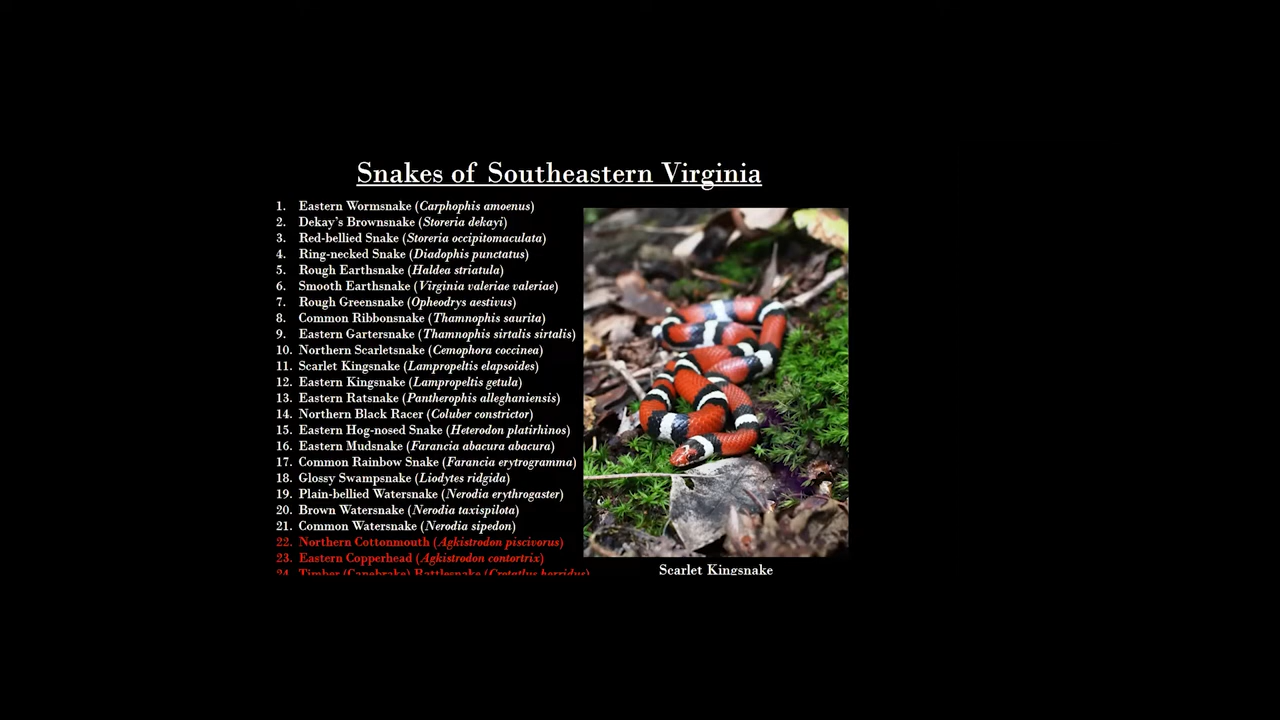 Snakes of Southeastern Virginia
1. Eastern Wormsnake (Carphophis amoenus)
2. Dekay's Brownsnake (Storeria dekayi)
3. Red-bellied Snake (Storeria occipitomaculata)
4. Ring-necked Snake (Diadophis punctatus)
5. Rough Earthsnake (Haldea striatula)
6. Smooth Earthsnake (Virginia valeriae valeriae)
7. Rough Greensnake (Opheodrys aestivus)
8. Common Ribbonsnake (Thamnophis saurita)
9. Eastern Gartersnake (Thamnophis sirtalis sirtalis)
10. Northern Scarletsnake (Cemophora coccinea)
11. Scarlet Kingsnake (Lampropeltis elapsoides)
12. Eastern Kingsnake (Lampropeltis getula)
13. Eastern Ratsnake (Pantherophis alleghaniensis)
14. Northern Black Racer (Coluber constrictor)
15. Eastern Hog-nosed Snake (Heterodon platirhinos)
16. Eastern Mudsnake (Farancia abacura abacura)
17. Common Rainbow Snake (Farancia erytrogramma)
18. Glossy Swampsnake (Liodytes ridgida)
19. Plain-bellied Watersnake (Nerodia erythrogaster)
20. Brown Watersnake (Nerodia taxispilota)
21. Common Watersnake (Nerodia sipedon)
22. Northern Cottonmouth (Agkistrodon piscivorus)
23. Eastern Copperhead (Agkistrodon contortrix)
24. Timber (Canebrake) Rattlesnake (Crotatlus horridus)
Scarlet Kingsnake